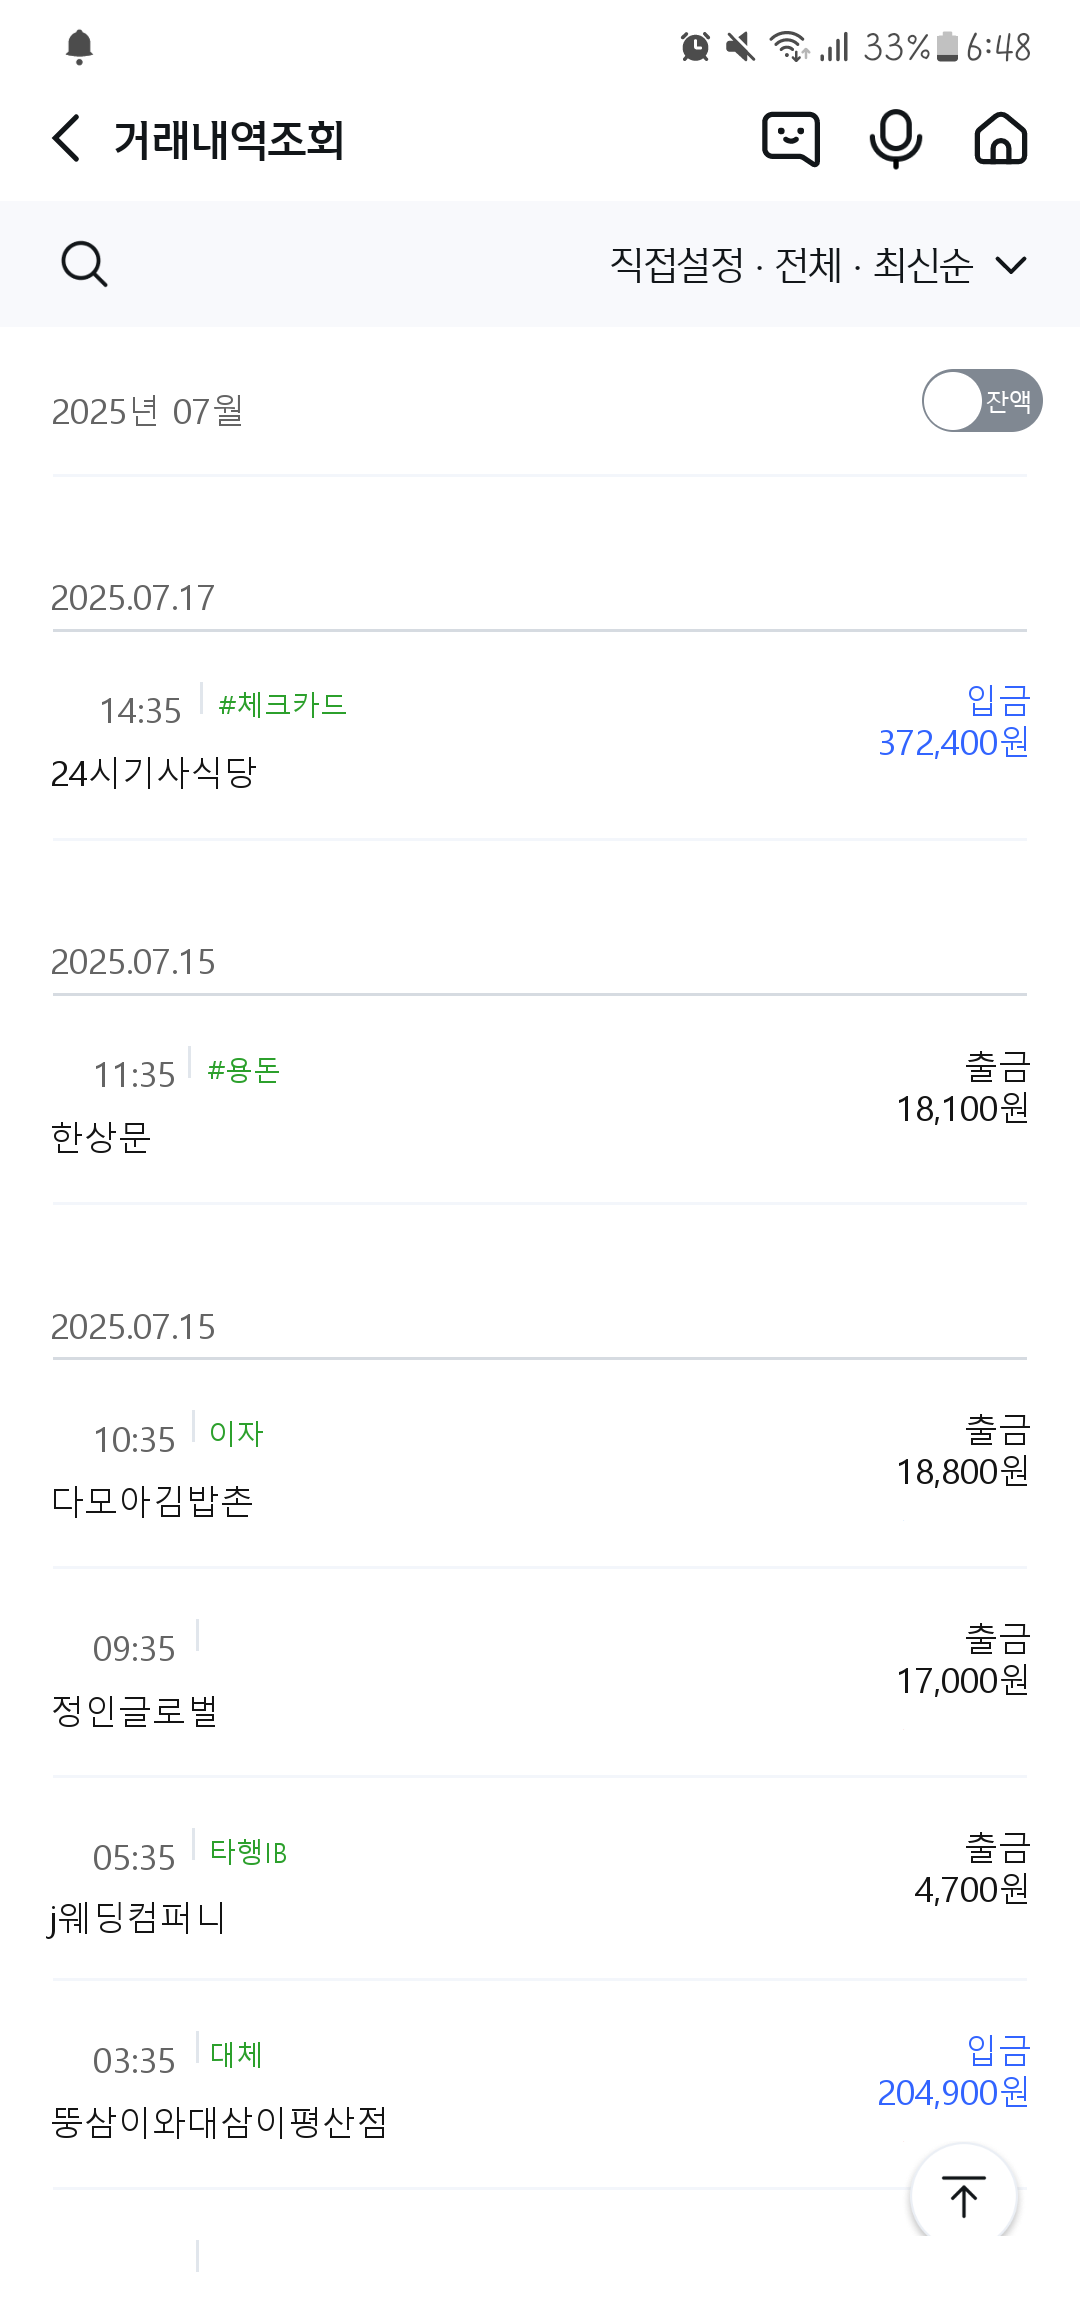 33% 6:48
거래내역조회
직접설정 · 전체 · 최신순
2025년 07월
잔액
2025.07.17
14:35 #체크카드
입금
372,400원
24시기사식당
2025.07.15
11:35 #용돈
출금
18,100원
한상문
2025.07.15
10:35 이자
출금
18,800원
다모아김밥촌
09:35
출금
17,000원
정인글로벌
05:35 타행IB
출금
4,700원
j웨딩컴퍼니
03:35 대체
입금
204,900원
뚱삼이와대삼이평산점